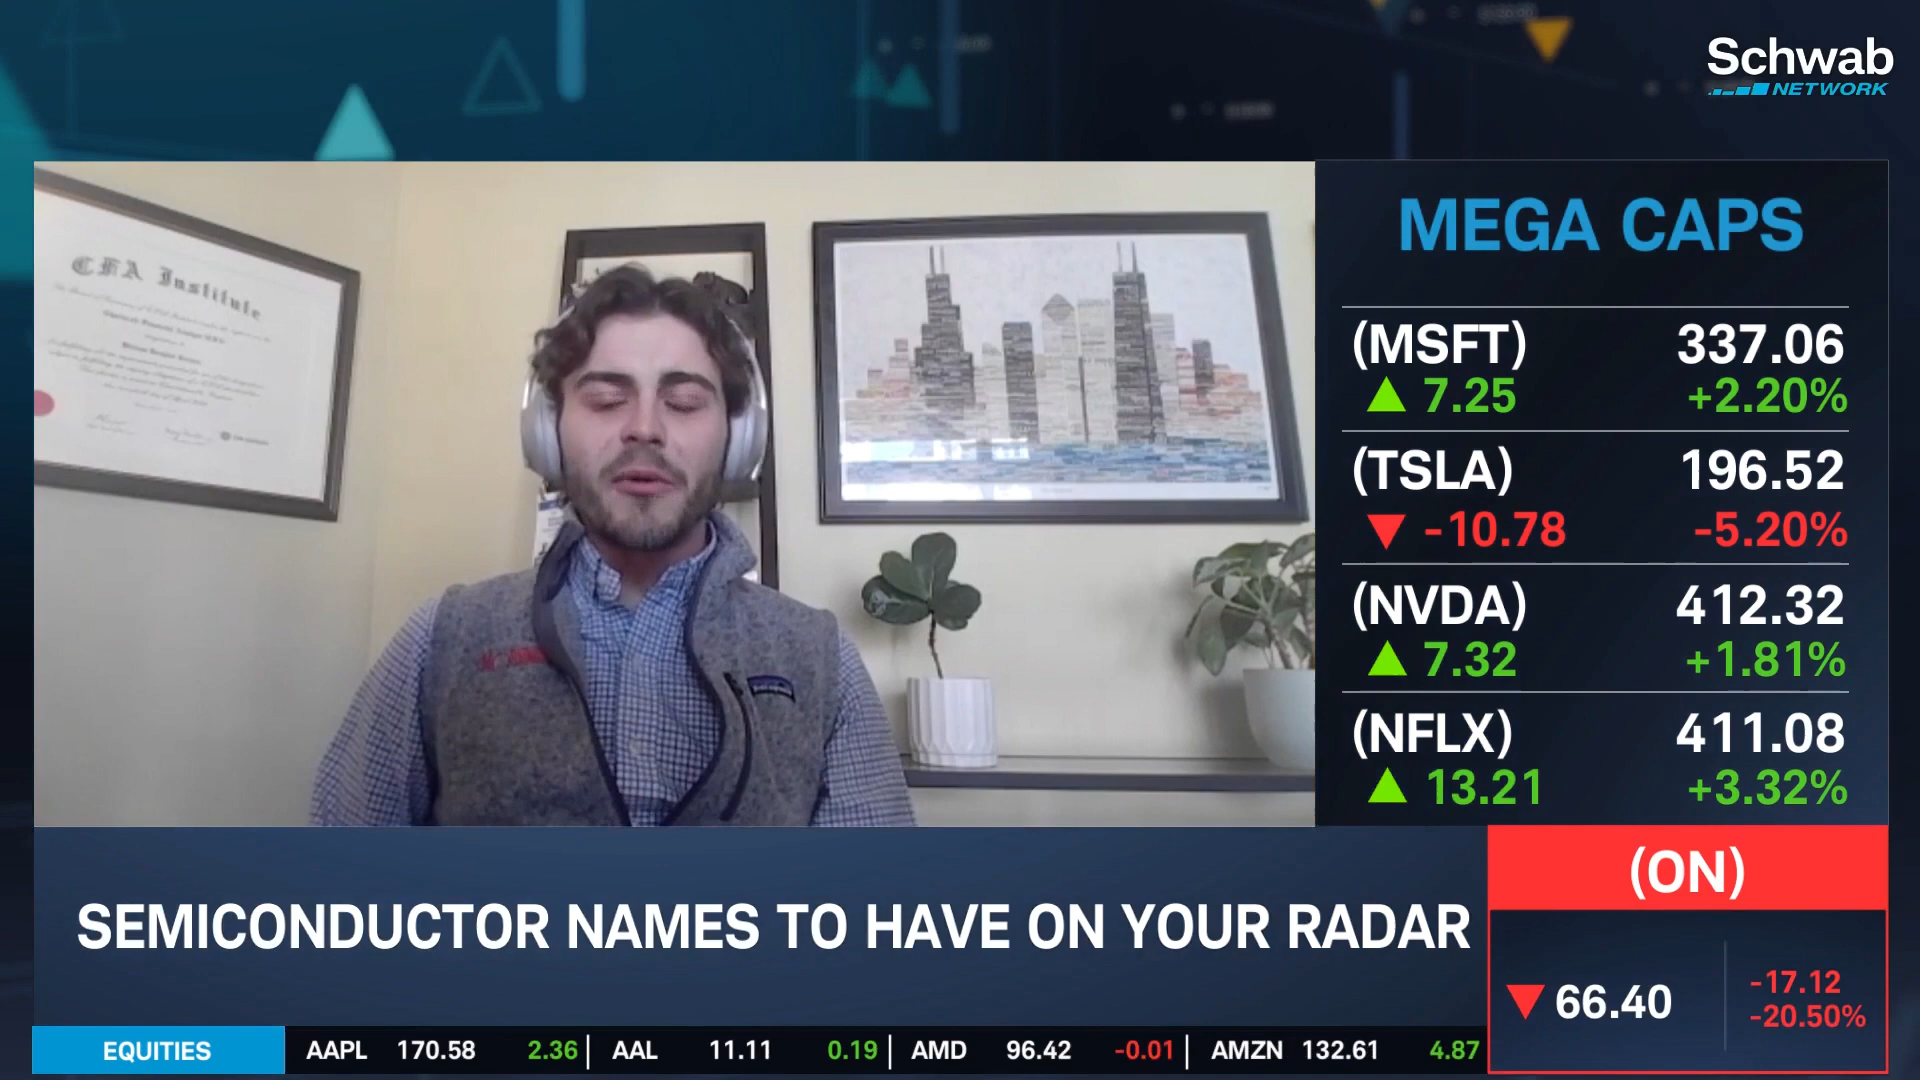 Schwab
NETWORK
CFA Institute
MEGA CAPS
(MSFT) 337.06
▲ 7.25 +2.20%
(TSLA) 196.52
▼ -10.78 -5.20%
(NVDA) 412.32
▲ 7.32 +1.81%
(NFLX) 411.08
▲ 13.21 +3.32%
SEMICONDUCTOR NAMES TO HAVE ON YOUR RADAR
(ON)
▼ 66.40 -17.12
-20.50%
EQUITIES AAPL 170.58 2.36 | AAL 11.11 0.19 | AMD 96.42 -0.01 | AMZN 132.61 4.87